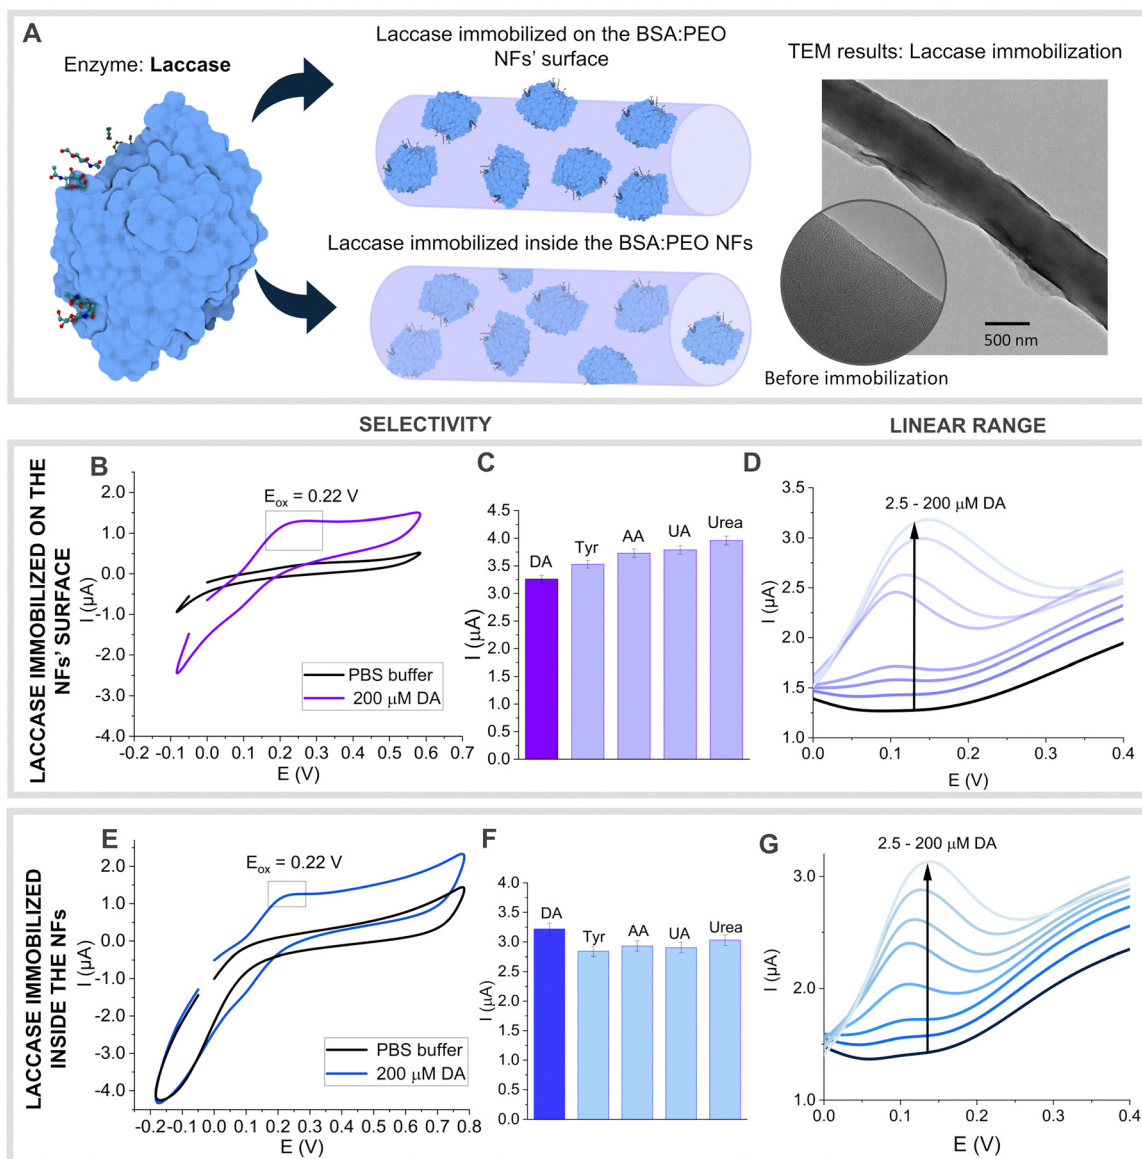 A
Enzyme: Laccase
Laccase immobilized on the BSA:PEO
NFs' surface
Laccase immobilized inside the BSA:PEO NFs
TEM results: Laccase immobilization
500 nm
Before immobilization
SELECTIVITY
LINEAR RANGE
LACCASE IMMOBILIZED ON THE
NFs' SURFACE
B
Eox = 0.22 V
2.0
1.0
0.0
-1.0
-2.0
-3.0
-4.0
I (µA)
PBS buffer
200 µM DA
-0.2 -0.1 0.0 0.1 0.2 0.3 0.4 0.5 0.6 0.7
E (V)
C
4.5
4.0
3.5
3.0
2.5
2.0
1.5
1.0
0.5
0.0
I (µA)
DA
Tyr
AA
UA
Urea
D
2.5 - 200 µM DA
3.5
3.0
2.5
2.0
1.5
1.0
I (µA)
0.0 0.1 0.2 0.3 0.4
E (V)
LACCASE IMMOBILIZED
INSIDE THE NFs
E
Eox = 0.22 V
2.0
1.0
0.0
-1.0
-2.0
-3.0
-4.0
I (µA)
PBS buffer
200 µM DA
-0.2 -0.1 0.0 0.1 0.2 0.3 0.4 0.5 0.6 0.7 0.8
E (V)
F
4.0
3.5
3.0
2.5
2.0
1.5
1.0
0.5
0.0
I (µA)
DA
Tyr
AA
UA
Urea
G
2.5 - 200 µM DA
3.0
2.0
1.0
I (µA)
0.0 0.1 0.2 0.3 0.4
E (V)